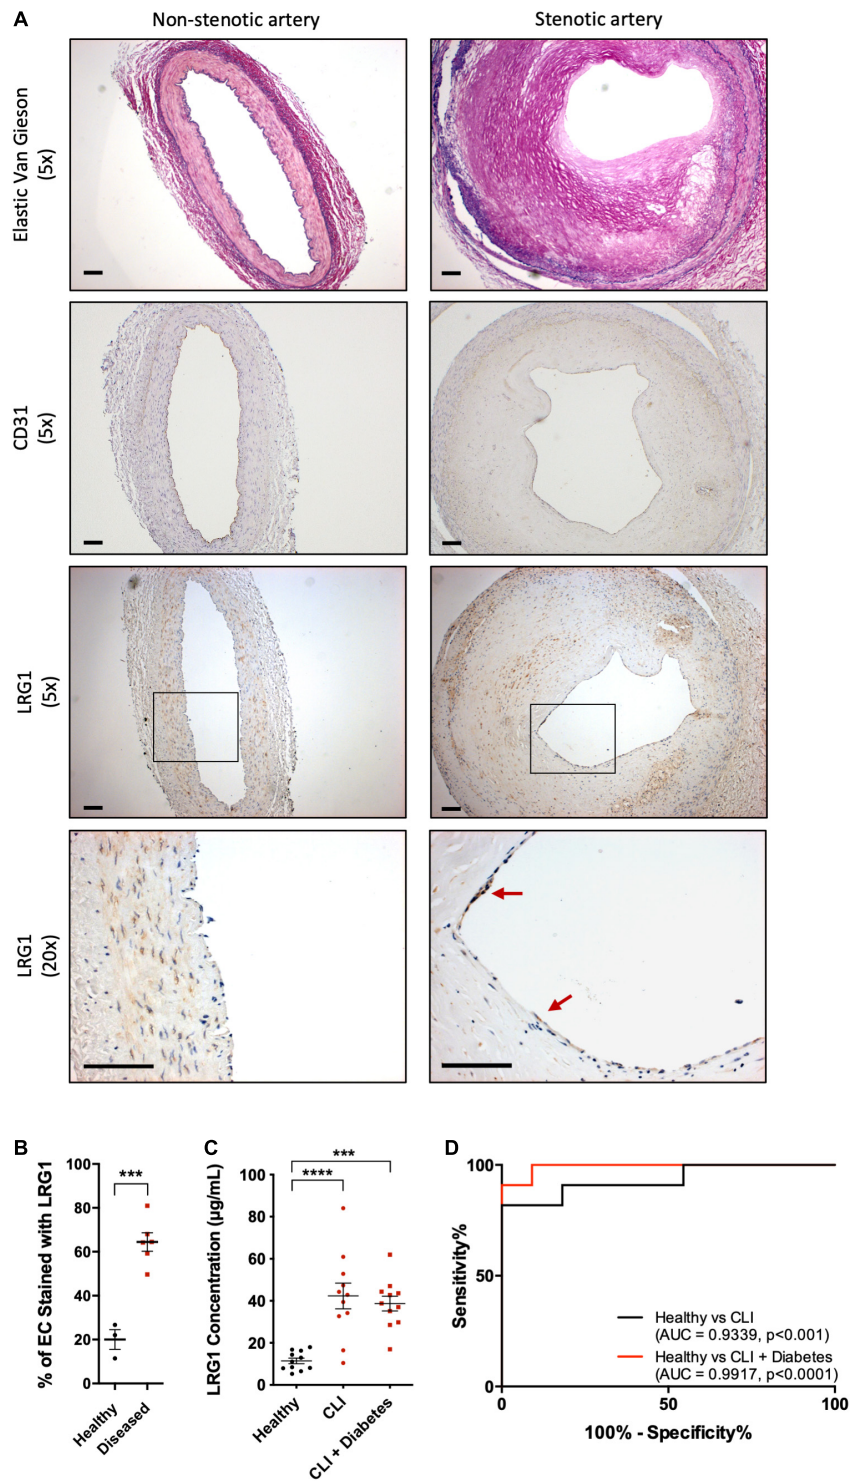 A
Non-stenotic artery
Stenotic artery
Elastic Van Gieson
(5x)
CD31
(5x)
LRG1
(5x)
LRG1
(20x)
B
% of EC Stained with LRG1
100
80
60
40
20
0
***
Healthy
Diseased
C
LRG1 Concentration (μg/mL)
100
80
60
40
20
0
***
****
Healthy
CLI
CLI + Diabetes
D
Sensitivity%
100
50
0
Healthy vs CLI
(AUC = 0.9339, p<0.001)
Healthy vs CLI + Diabetes
(AUC = 0.9917, p<0.0001)
0
50
100
100% - Specificity%